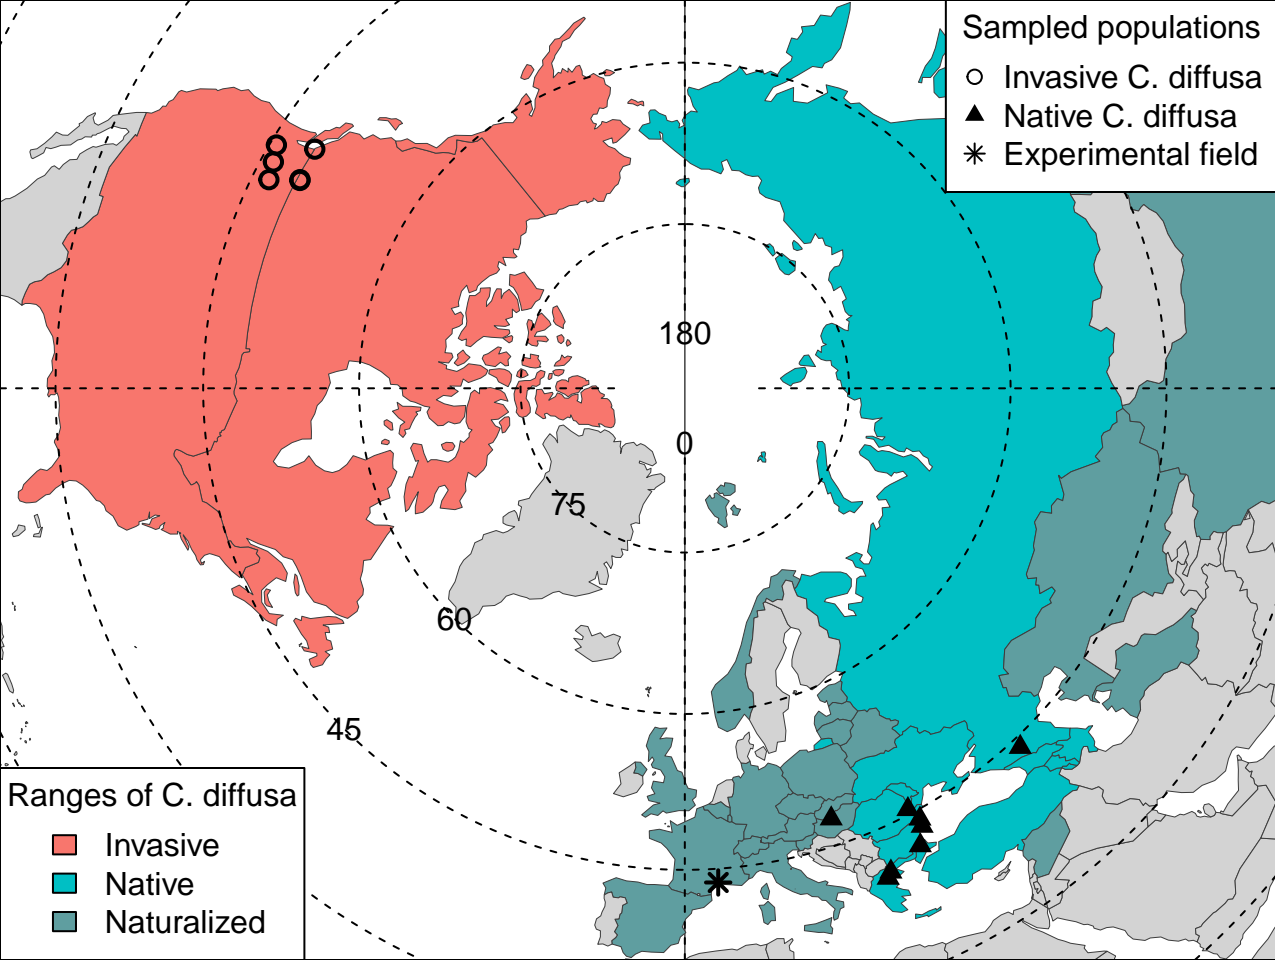 Sampled populations
Invasive C. diffusa
Native C. diffusa
Experimental field
180
0
75
60
45
Ranges of C. diffusa
Invasive
Native
Naturalized